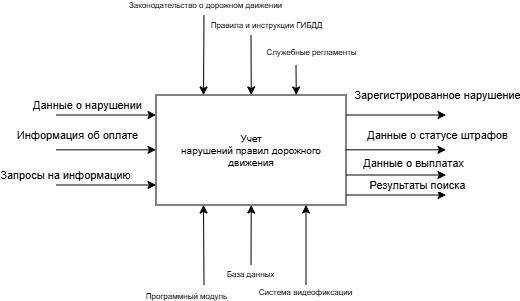 Законодательство о дорожном движении
Правила и инструкции ГИБДД
Служебные регламенты
Данные о нарушении
Информация об оплате
Запросы на информацию
Учет
нарушений правил дорожного
движения
Зарегистрированное нарушение
Данные о статусе штрафов
Данные о выплатах
Результаты поиска
Программный модуль
База данных
Система видеофиксации